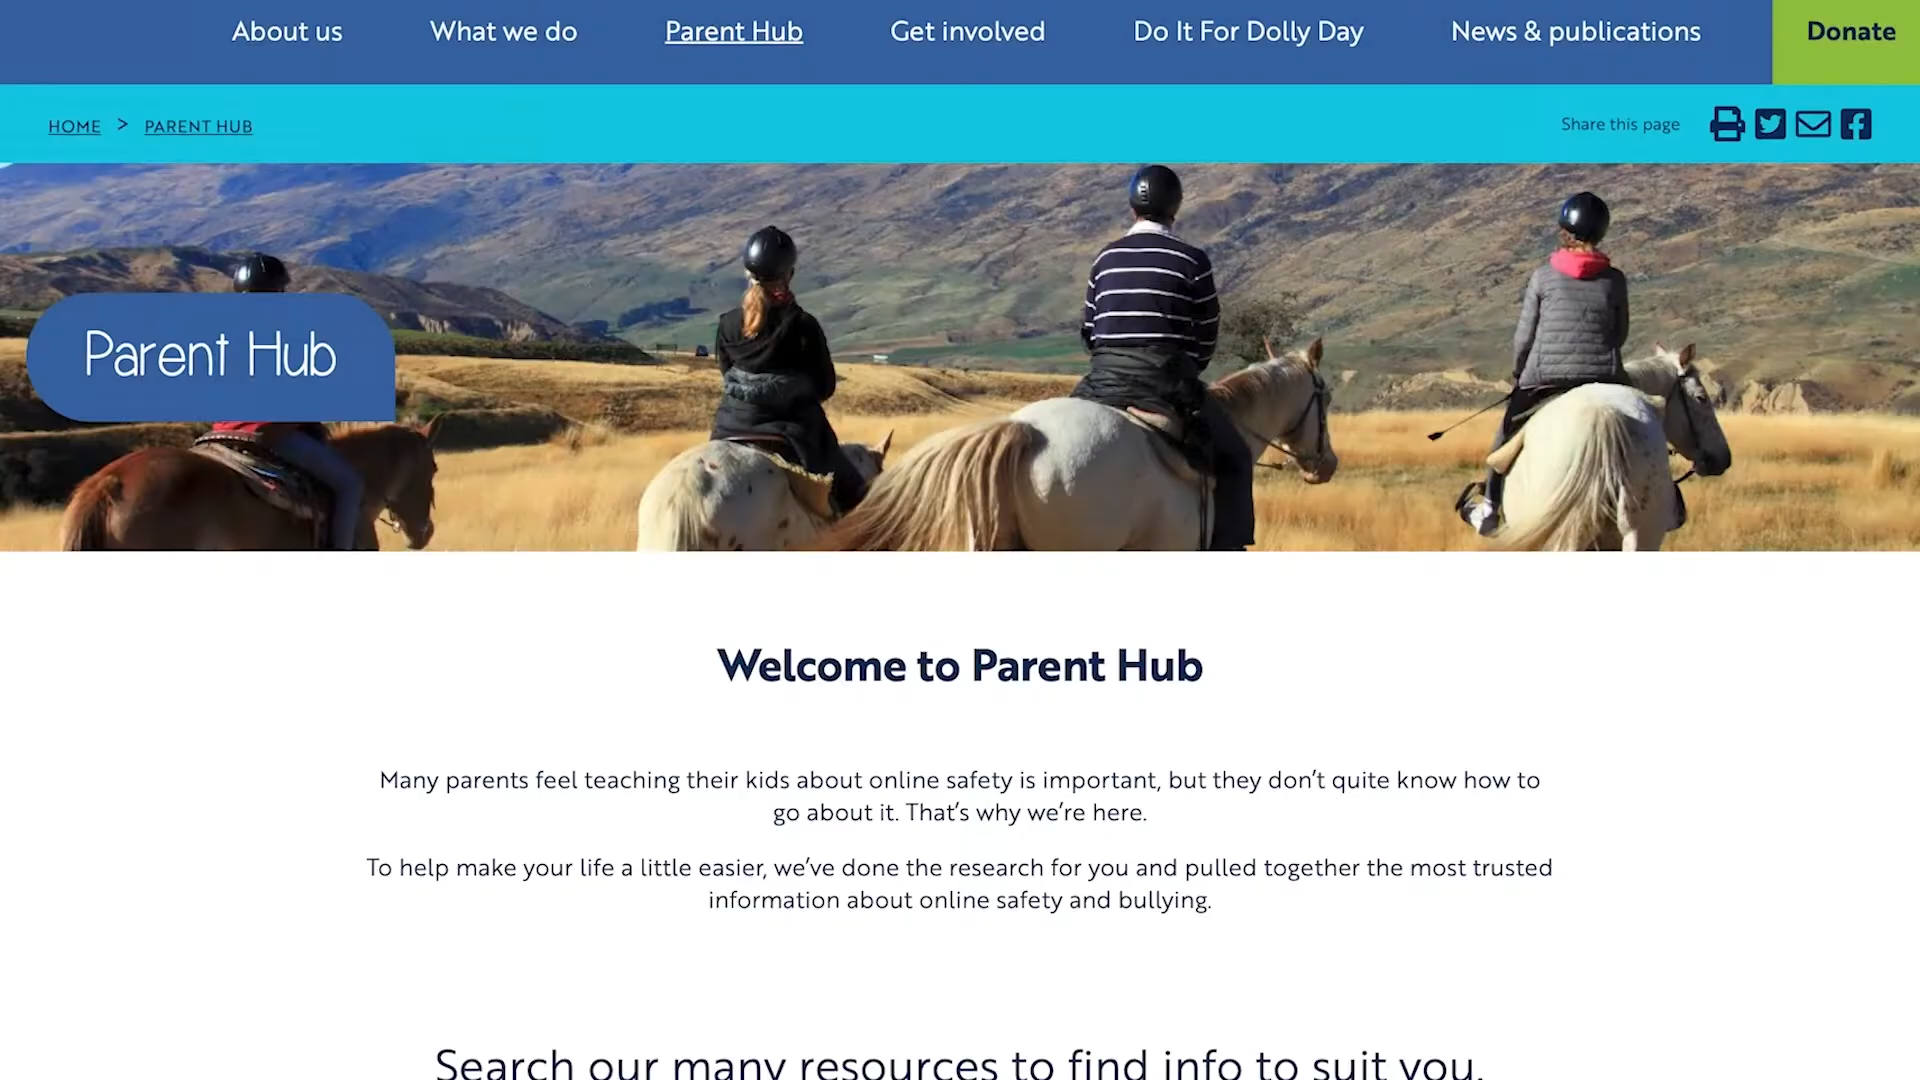 About us
What we do
Parent Hub
Get involved
Do It For Dolly Day
News & publications
Donate
HOME > PARENT HUB
Share this page
Parent Hub
Welcome to Parent Hub
Many parents feel teaching their kids about online safety is important, but they don’t quite know how to
go about it. That’s why we’re here.
To help make your life a little easier, we’ve done the research for you and pulled together the most trusted
information about online safety and bullying.
Search our many resources to find info to suit you.